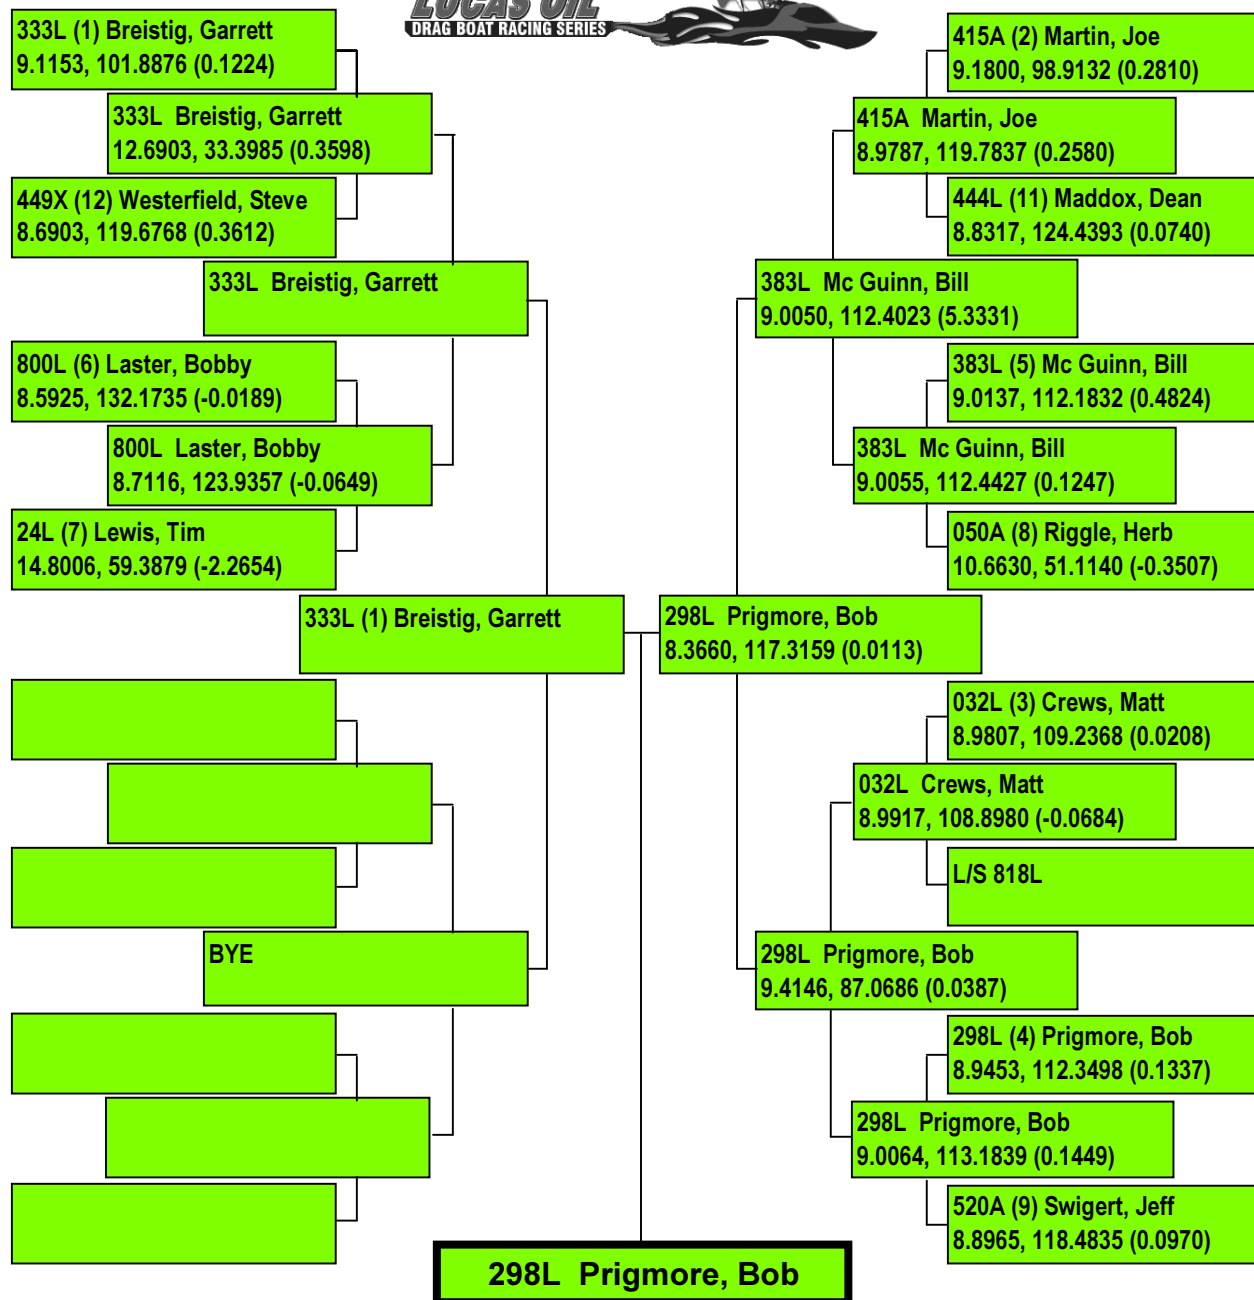 LUCAS OIL
DRAG BOAT RACING SERIES
333L (1) Breistig, Garrett
9.1153, 101.8876 (0.1224)
333L Breistig, Garrett
12.6903, 33.3985 (0.3598)
449X (12) Westerfield, Steve
8.6903, 119.6768 (0.3612)
333L Breistig, Garrett
800L (6) Laster, Bobby
8.5925, 132.1735 (-0.0189)
800L Laster, Bobby
8.7116, 123.9357 (-0.0649)
24L (7) Lewis, Tim
14.8006, 59.3879 (-2.2654)
333L (1) Breistig, Garrett
BYE
415A (2) Martin, Joe
9.1800, 98.9132 (0.2810)
415A Martin, Joe
8.9787, 119.7837 (0.2580)
444L (11) Maddox, Dean
8.8317, 124.4393 (0.0740)
383L Mc Guinn, Bill
9.0050, 112.4023 (5.3331)
383L (5) Mc Guinn, Bill
9.0137, 112.1832 (0.4824)
383L Mc Guinn, Bill
9.0055, 112.4427 (0.1247)
050A (8) Riggle, Herb
10.6630, 51.1140 (-0.3507)
298L Prigmore, Bob
8.3660, 117.3159 (0.0113)
032L (3) Crews, Matt
8.9807, 109.2368 (0.0208)
032L Crews, Matt
8.9917, 108.8980 (-0.0684)
L/S 818L
298L Prigmore, Bob
9.4146, 87.0686 (0.0387)
298L (4) Prigmore, Bob
8.9453, 112.3498 (0.1337)
298L Prigmore, Bob
9.0064, 113.1839 (0.1449)
520A (9) Swigert, Jeff
8.8965, 118.4835 (0.0970)
298L Prigmore, Bob